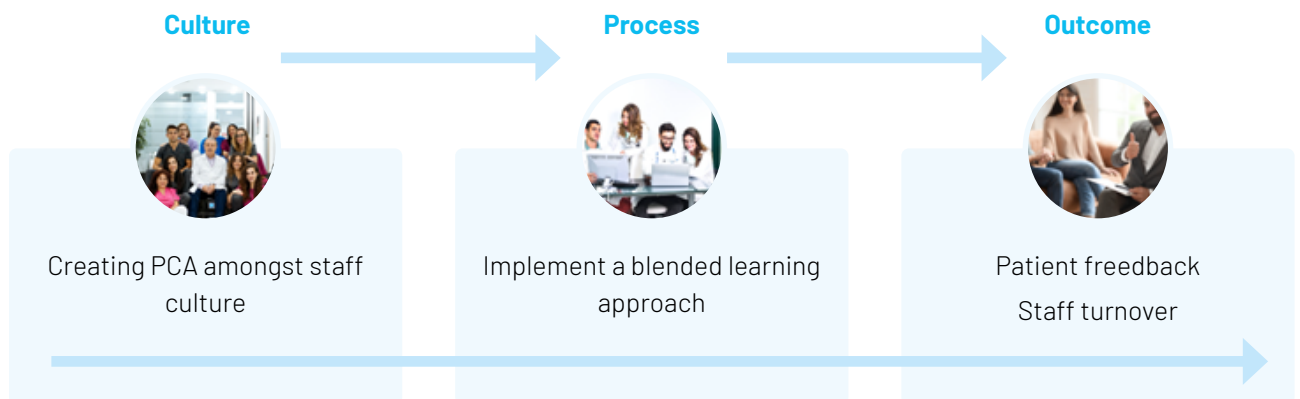 Culture
Process
Outcome
Creating PCA amongst staff
culture
Implement a blended learning
approach
Patient freedback
Staff turnover